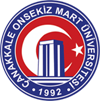 ÇANAKKALE ONSEKİZ MART ÜNİVERSİTESİ
• 1992 •